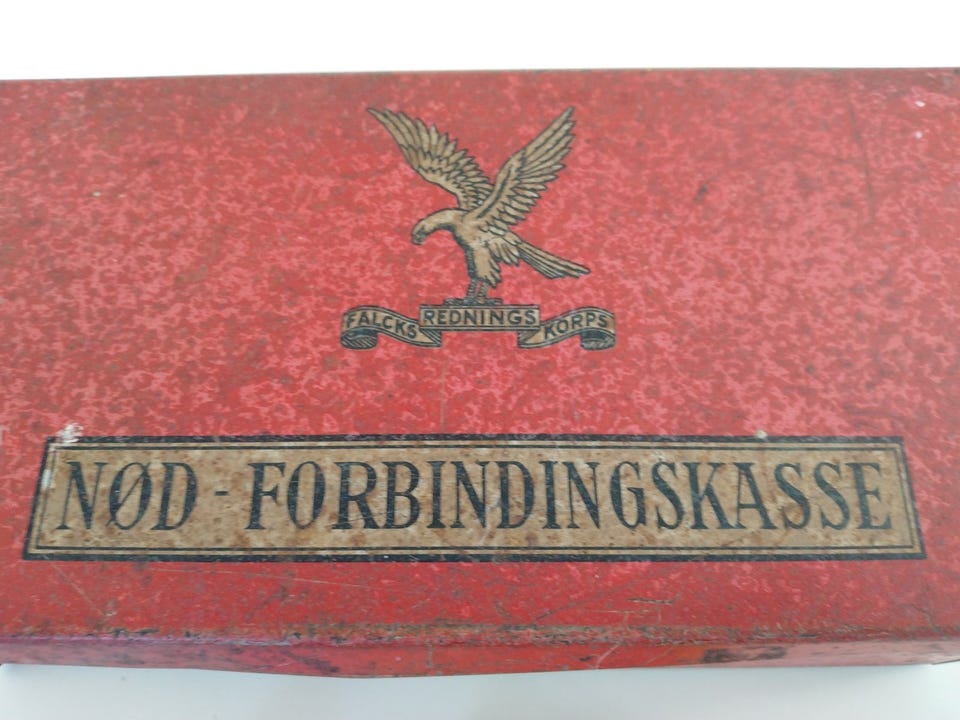 FALCKS REDNINGS KORPS
NØD - FORBINDINGSKASSE